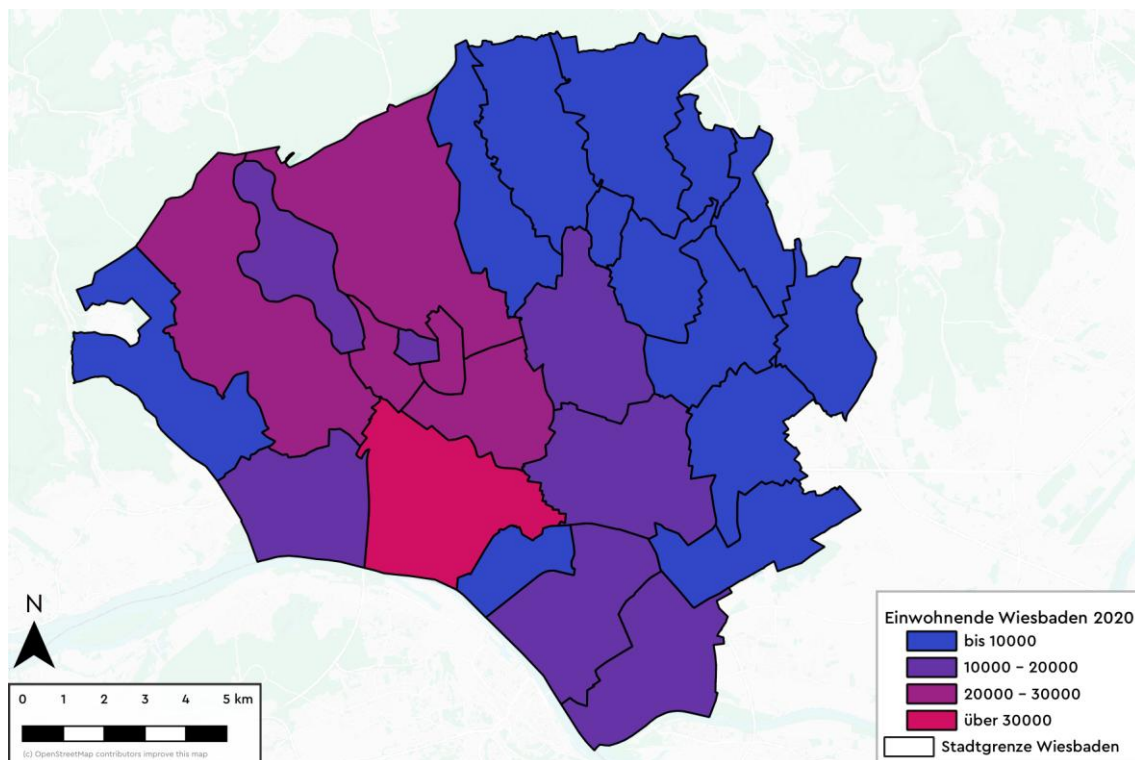 N
0 1 2 3 4 5 km
(c) OpenStreetMap contributors improve this map
Einwohnende Wiesbaden 2020
bis 10000
10000 – 20000
20000 – 30000
über 30000
Stadtgrenze Wiesbaden